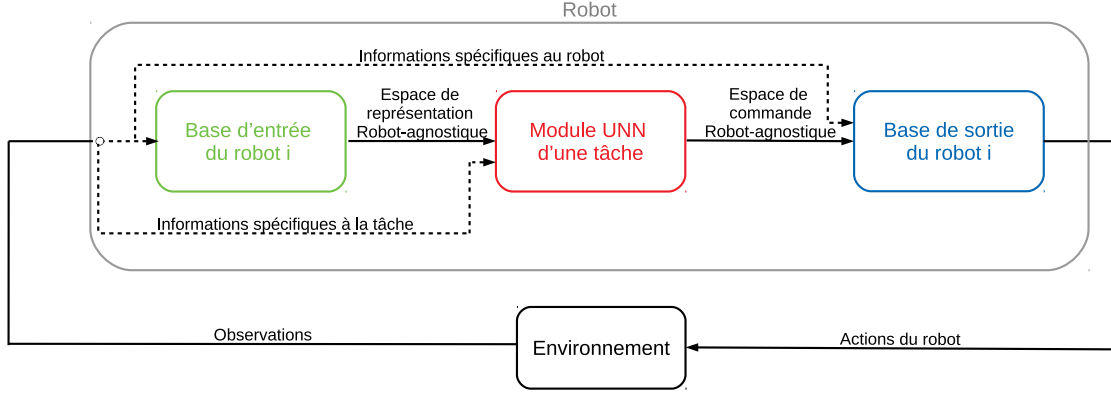 Robot
Informations spécifiques au robot
Espace de
représentation
Robot-agnostique
Espace de
commande
Robot-agnostique
Base d'entrée
du robot i
Module UNN
d'une tâche
Base de sortie
du robot i
Informations spécifiques à la tâche
Observations
Environnement
Actions du robot